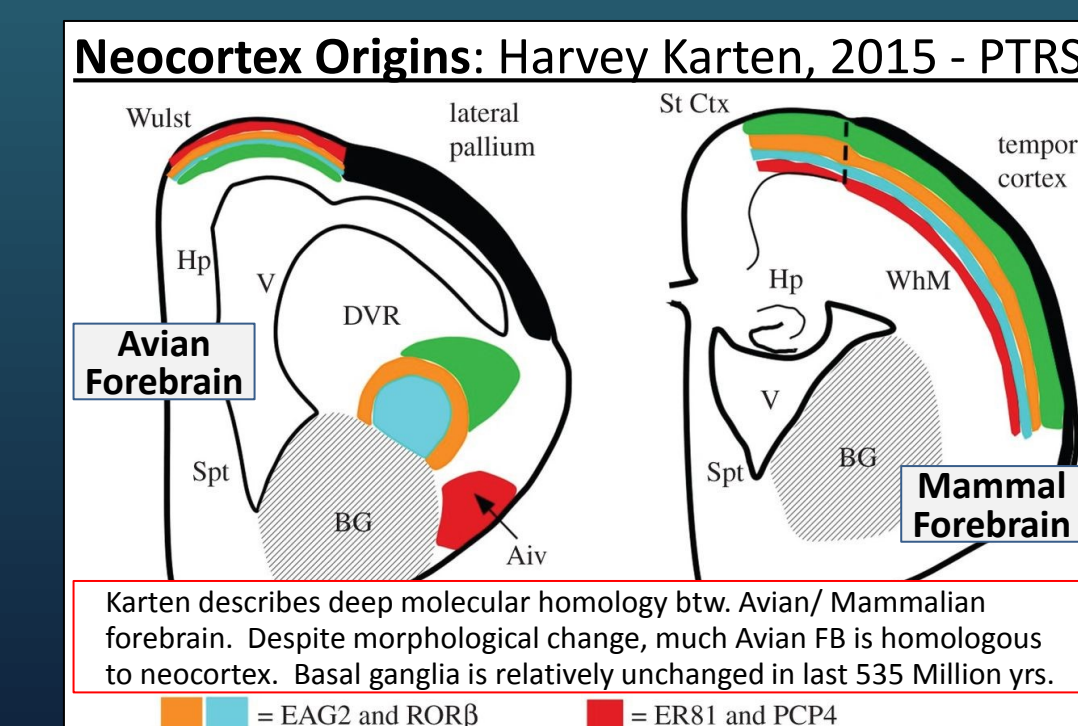 Neocortex Origins: Harvey Karten, 2015 - PTRS
Wulst
lateral
pallium
Hp
V
DVR
Avian
Forebrain
Spt
BG
Aiv
St Ctx
tempor
cortex
Hp
WhM
V
Spt
BG
Mammal
Forebrain
Karten describes deep molecular homology btw. Avian/ Mammalian
forebrain. Despite morphological change, much Avian FB is homologous
to neocortex. Basal ganglia is relatively unchanged in last 535 Million yrs.
= EAG2 and RORβ
= ER81 and PCP4